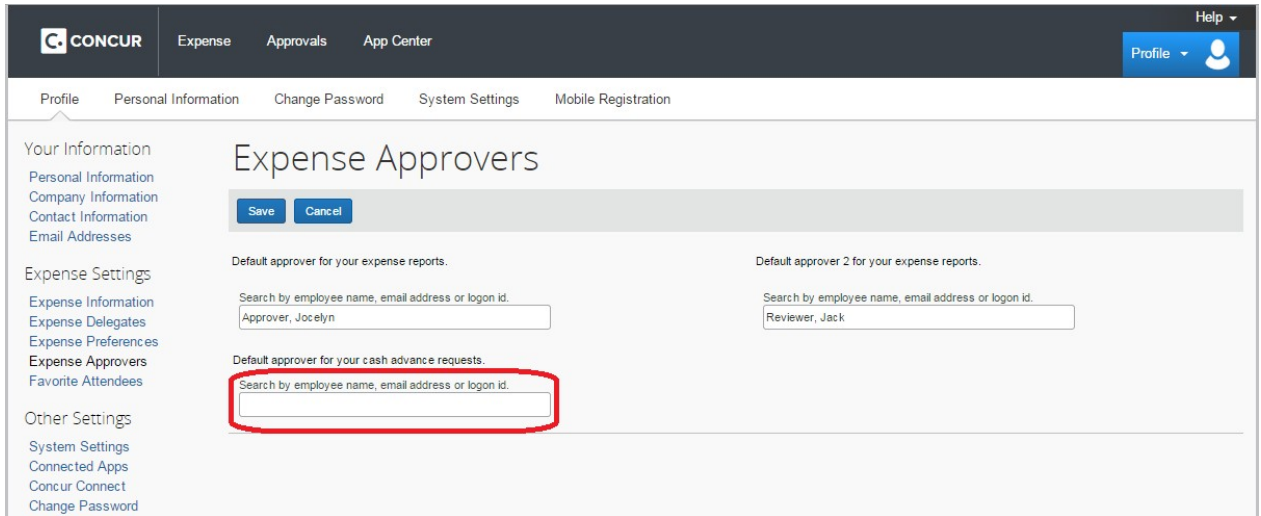 Help
C. CONCUR Expense Approvals App Center
Profile
Profile Personal Information Change Password System Settings Mobile Registration
Your Information
Personal Information
Company Information
Contact Information
Email Addresses
Expense Settings
Expense Information
Expense Delegates
Expense Preferences
Expense Approvers
Favorite Attendees
Other Settings
System Settings
Connected Apps
Concur Connect
Change Password
Expense Approvers
Save Cancel
Default approver for your expense reports.
Search by employee name, email address or logon id.
Approver, Jocelyn
Default approver 2 for your expense reports.
Search by employee name, email address or logon id.
Reviewer, Jack
Default approver for your cash advance requests.
Search by employee name, email address or logon id.